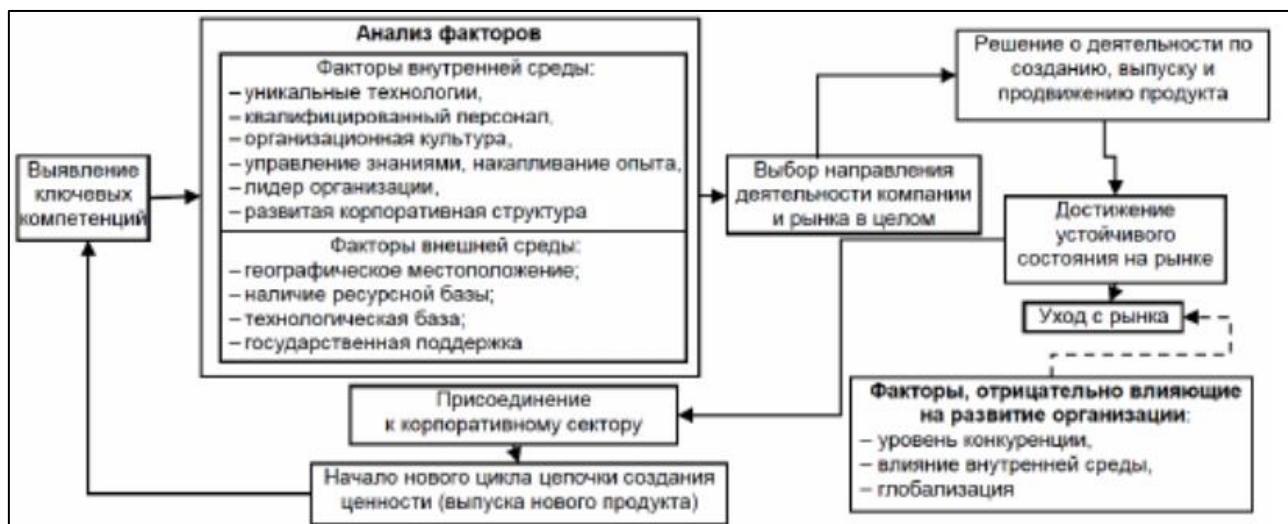 Выявление
ключевых
компетенций
Анализ факторов
Факторы внутренней среды:
– уникальные технологии,
– квалифицированный персонал,
– организационная культура,
– управление знаниями, накапливание опыта,
– лидер организации,
– развитая корпоративная структура
Факторы внешней среды:
– географическое местоположение;
– наличие ресурсной базы;
– технологическая база;
– государственная поддержка
Выбор направления
деятельности компании
и рынка в целом
Решение о деятельности по
созданию, выпуску и
продвижению продукта
Достижение
устойчивого
состояния на рынке
Уход с рынка
Факторы, отрицательно влияющие
на развитие организации:
– уровень конкуренции,
– влияние внутренней среды,
– глобализация
Присоединение
к корпоративному сектору
Начало нового цикла цепочки создания
ценности (выпуска нового продукта)